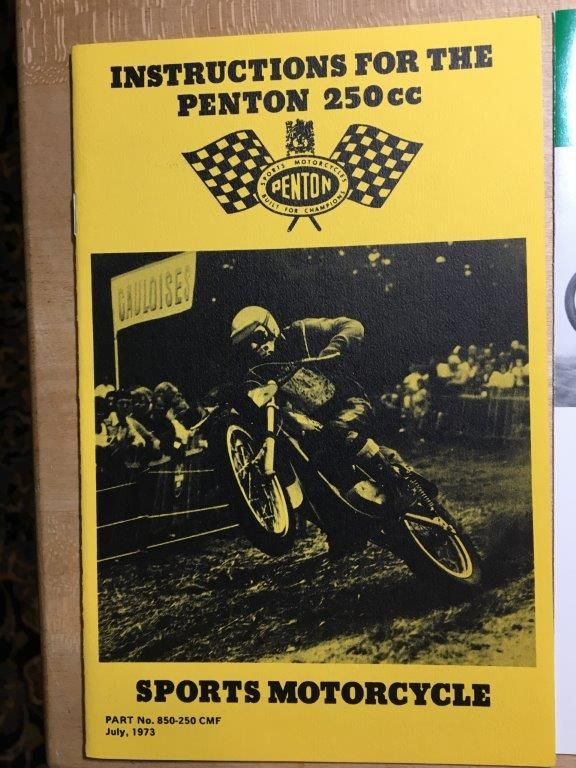 INSTRUCTIONS FOR THE
PENTON 250cc
SPORTS MOTORCYCLES
PENTON
BUILT FOR CHAMPIONS
GAULOISES
SPORTS MOTORCYCLE
PART No. 850-250 CMF
July, 1973